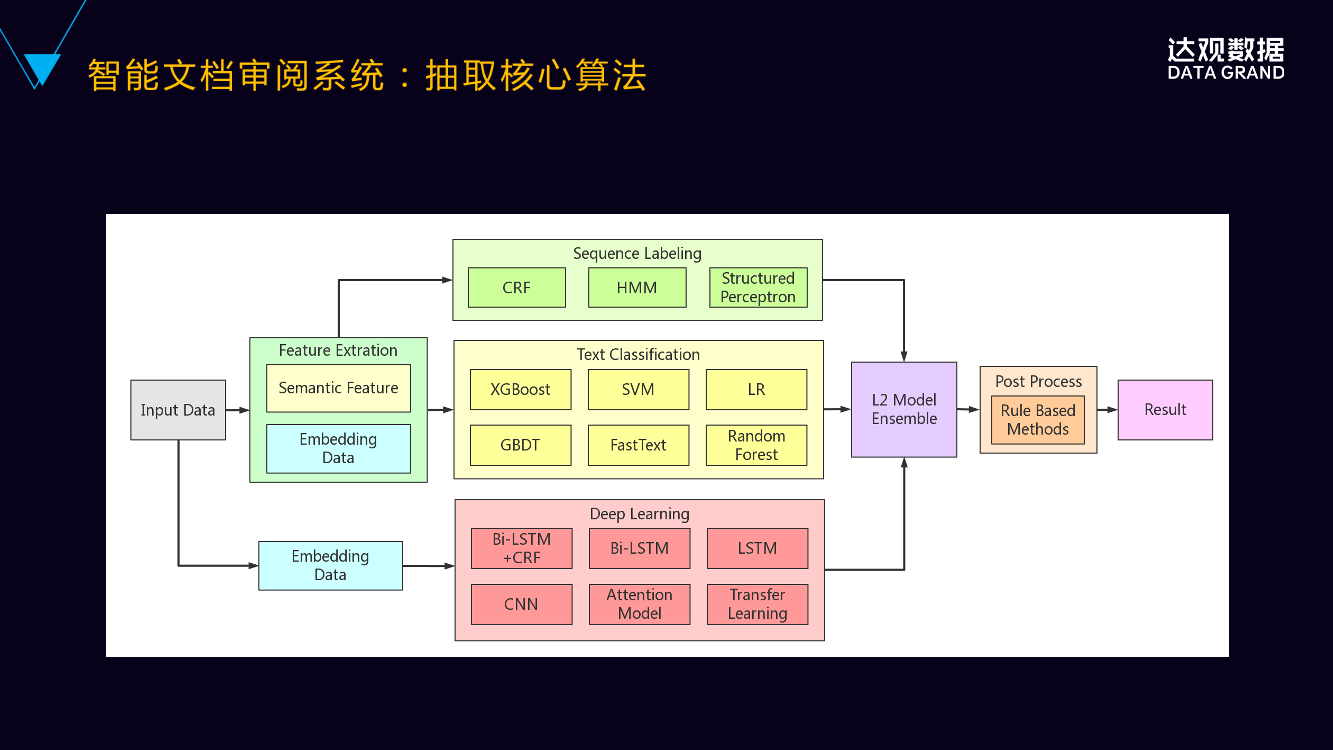 智能文档审阅系统：抽取核心算法
达观数据
DATA GRAND
Sequence Labeling
CRF
HMM
Structured
Perceptron
Feature Extration
Semantic Feature
Embedding
Data
Input Data
Text Classification
XGBoost
SVM
LR
GBDT
FastText
Random
Forest
L2 Model
Ensemble
Post Process
Rule Based
Methods
Result
Embedding
Data
Deep Learning
Bi-LSTM
+CRF
Bi-LSTM
LSTM
CNN
Attention
Model
Transfer
Learning